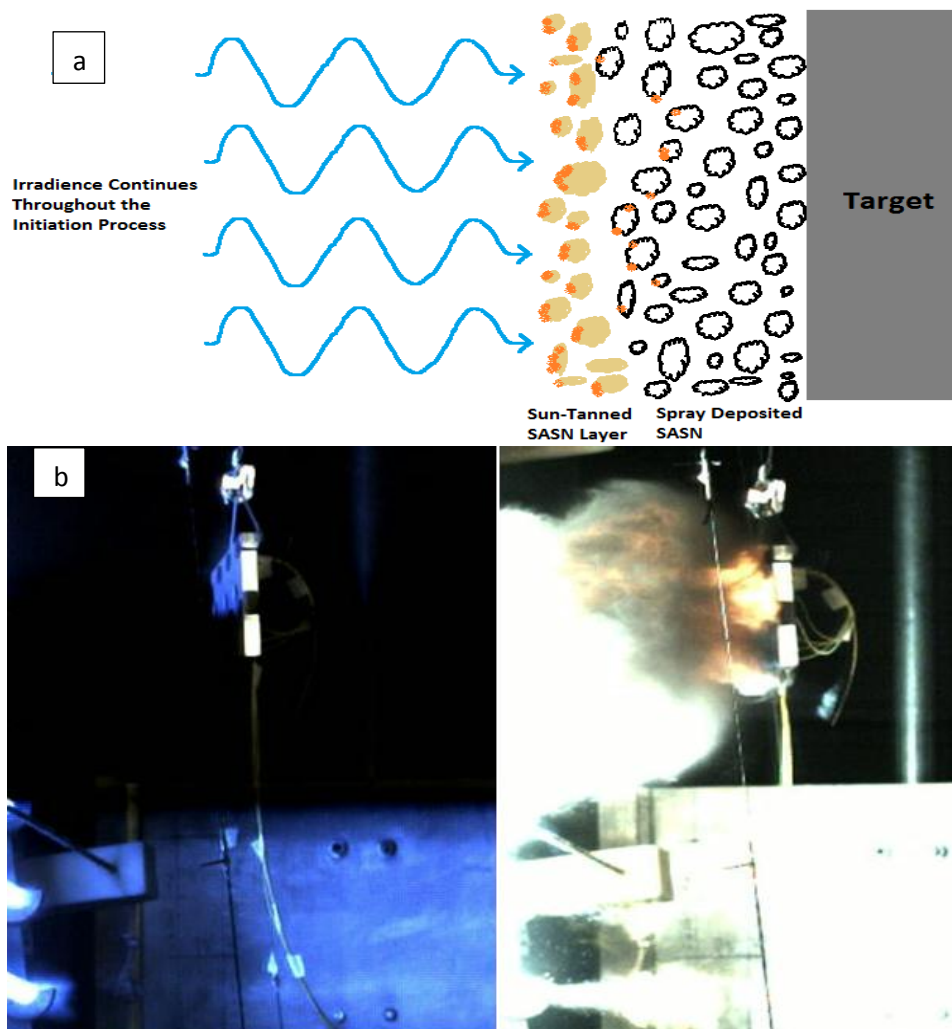 a
Irradience Continues
Throughout the
Initiation Process
Target
Sun-Tanned
SASN Layer
Spray Deposited
SASN
b